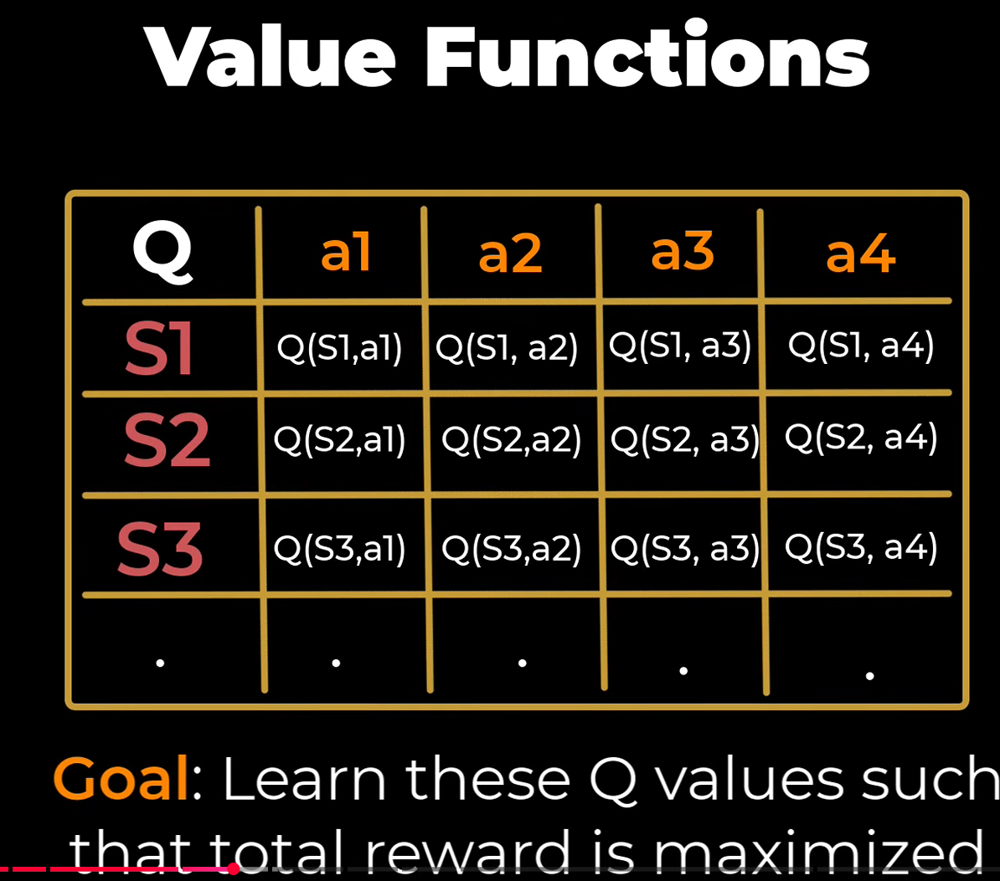 Value Functions
Q a1 a2 a3 a4
S1 Q(S1,a1) Q(S1, a2) Q(S1, a3) Q(S1, a4)
S2 Q(S2,a1) Q(S2,a2) Q(S2, a3) Q(S2, a4)
S3 Q(S3,a1) Q(S3,a2) Q(S3, a3) Q(S3, a4)
. . . . .
Goal: Learn these Q values such
that total reward is maximized